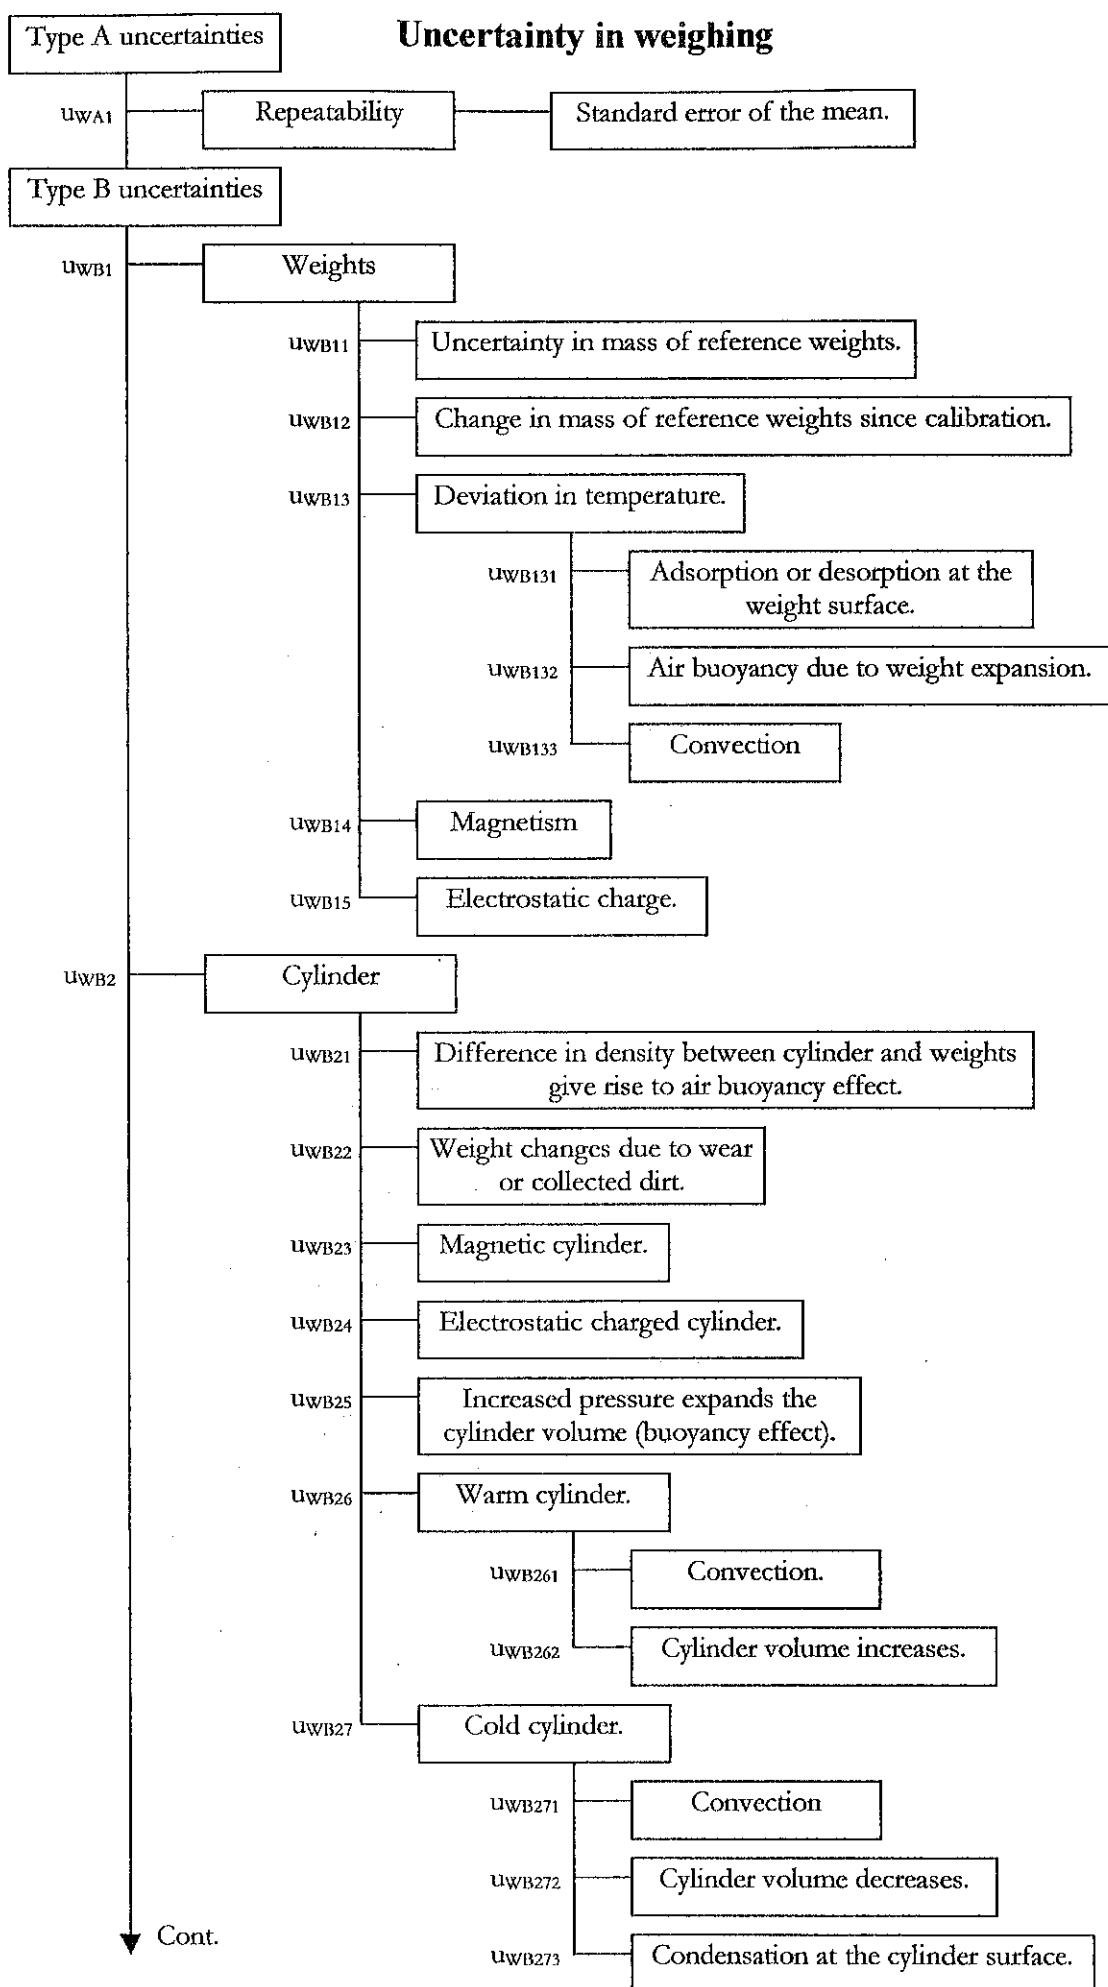 Type A uncertainties
Uncertainty in weighing
uWA1
Repeatability
Standard error of the mean.
Type B uncertainties
uWB1
Weights
uWB11
Uncertainty in mass of reference weights.
uWB12
Change in mass of reference weights since calibration.
uWB13
Deviation in temperature.
uWB131
Adsorption or desorption at the
weight surface.
uWB132
Air buoyancy due to weight expansion.
uWB133
Convection
uWB14
Magnetism
uWB15
Electrostatic charge.
uWB2
Cylinder
uWB21
Difference in density between cylinder and weights
give rise to air buoyancy effect.
uWB22
Weight changes due to wear
or collected dirt.
uWB23
Magnetic cylinder.
uWB24
Electrostatic charged cylinder.
uWB25
Increased pressure expands the
cylinder volume (buoyancy effect).
uWB26
Warm cylinder.
uWB261
Convection.
uWB262
Cylinder volume increases.
uWB27
Cold cylinder.
uWB271
Convection
uWB272
Cylinder volume decreases.
Cont.
uWB273
Condensation at the cylinder surface.